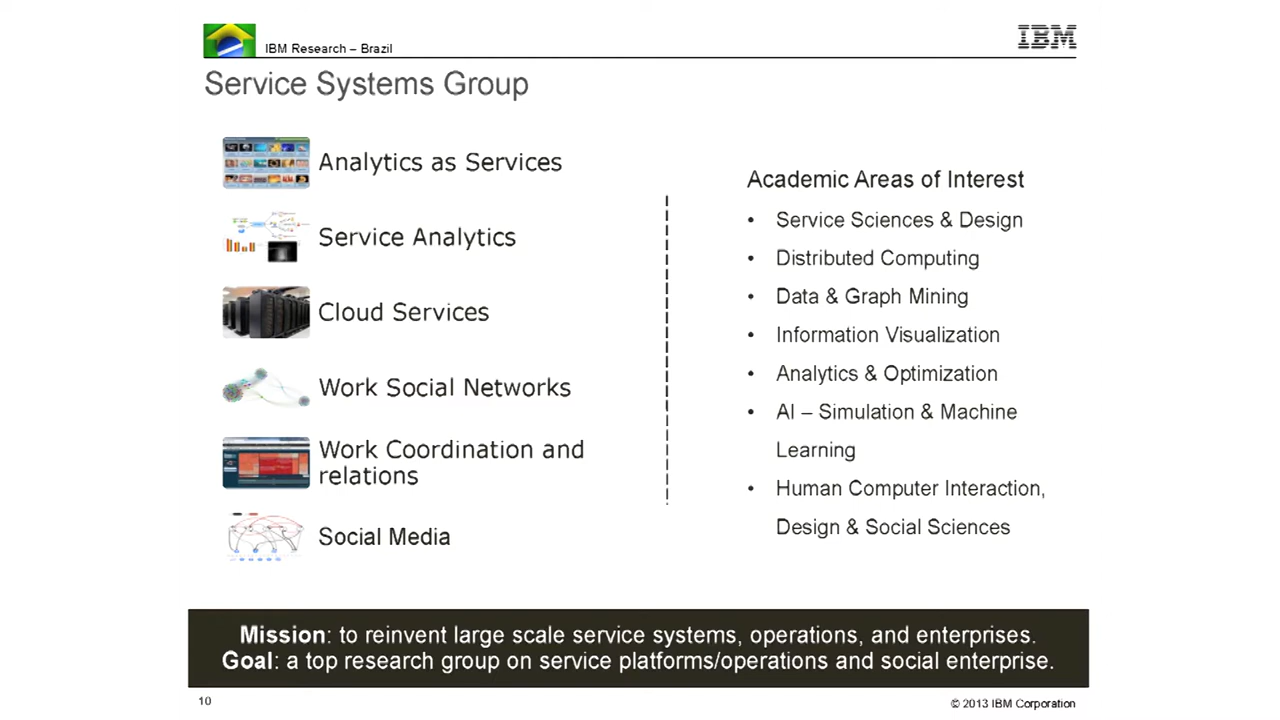 IBM Research – Brazil
IBM
Service Systems Group
Analytics as Services
Service Analytics
Cloud Services
Work Social Networks
Work Coordination and
relations
Social Media
Academic Areas of Interest
• Service Sciences & Design
• Distributed Computing
• Data & Graph Mining
• Information Visualization
• Analytics & Optimization
• AI – Simulation & Machine
Learning
• Human Computer Interaction,
Design & Social Sciences
Mission: to reinvent large scale service systems, operations, and enterprises.
Goal: a top research group on service platforms/operations and social enterprise.
10
© 2013 IBM Corporation